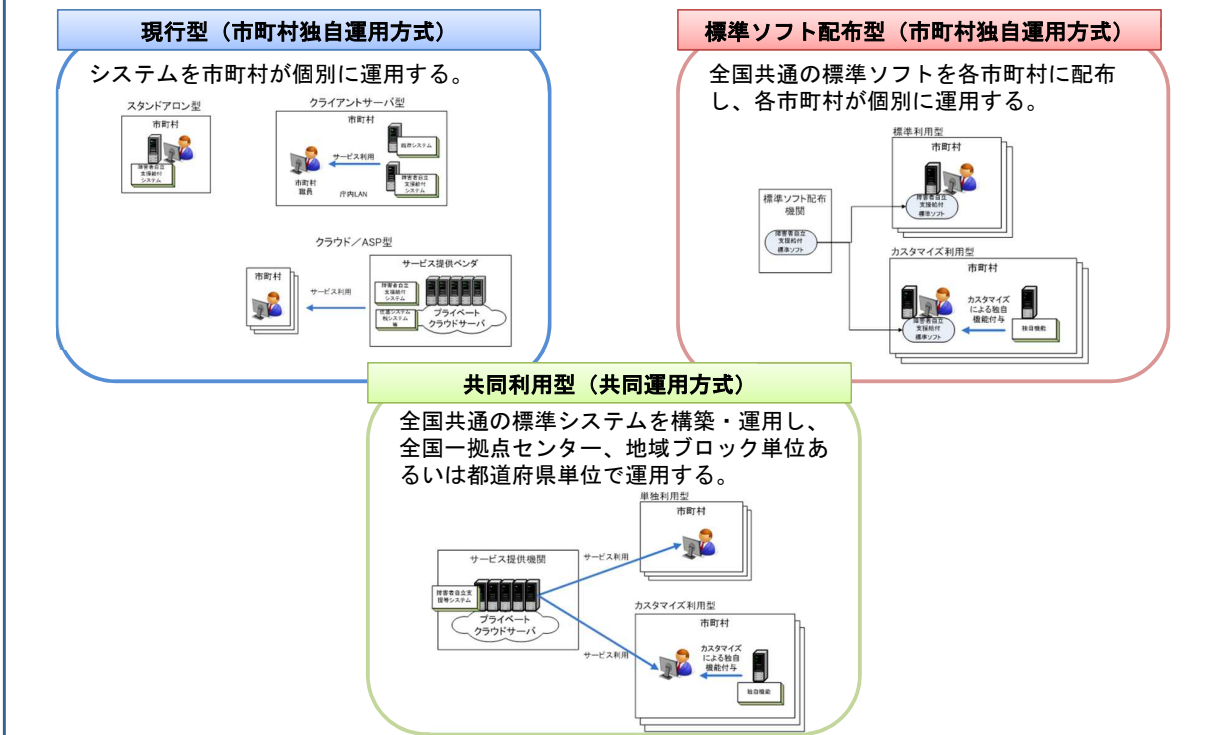 現行型（市町村独自運用方式）
システムを市町村が個別に運用する。
スタンドアロン型
市町村
障害者自立
支援給付
システム
クライアントサーバ型
市町村
総政システム
サービス利用
市町村
職員
庁内LAN
障害者自立
支援給付
システム
クラウド／ASP型
市町村
サービス利用
サービス提供ベンダ
障害者自立
支援給付
システム
住基システム
税システム
等
プライベート
クラウドサーバ
標準ソフト配布型（市町村独自運用方式）
全国共通の標準ソフトを各市町村に配布
し、各市町村が個別に運用する。
標準ソフト配布
機関
障害者自立
支援給付
標準ソフト
標準利用型
市町村
障害者自立
支援給付
標準ソフト
カスタマイズ利用型
市町村
障害者自立
支援給付
標準ソフト
カスタマイズ
による独自
機能付与
独自機能
共同利用型（共同運用方式）
全国共通の標準システムを構築・運用し、
全国一拠点センター、地域ブロック単位あ
るいは都道府県単位で運用する。
サービス提供機関
障害者自立支
援等システム
プライベート
クラウドサーバ
サービス利用
単独利用型
市町村
サービス利用
カスタマイズ利用型
市町村
カスタマイズ
による独自
機能付与
独自機能